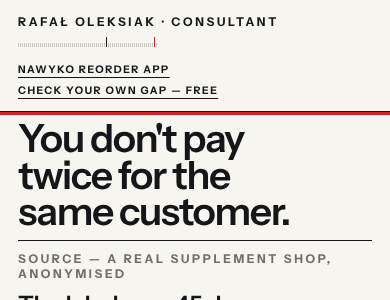 RAFAŁ OLEKSIAK · CONSULTANT
NAWYKO REORDER APP
CHECK YOUR OWN GAP — FREE
You don't pay
twice for the
same customer.
SOURCE — A REAL SUPPLEMENT SHOP,
ANONYMISED